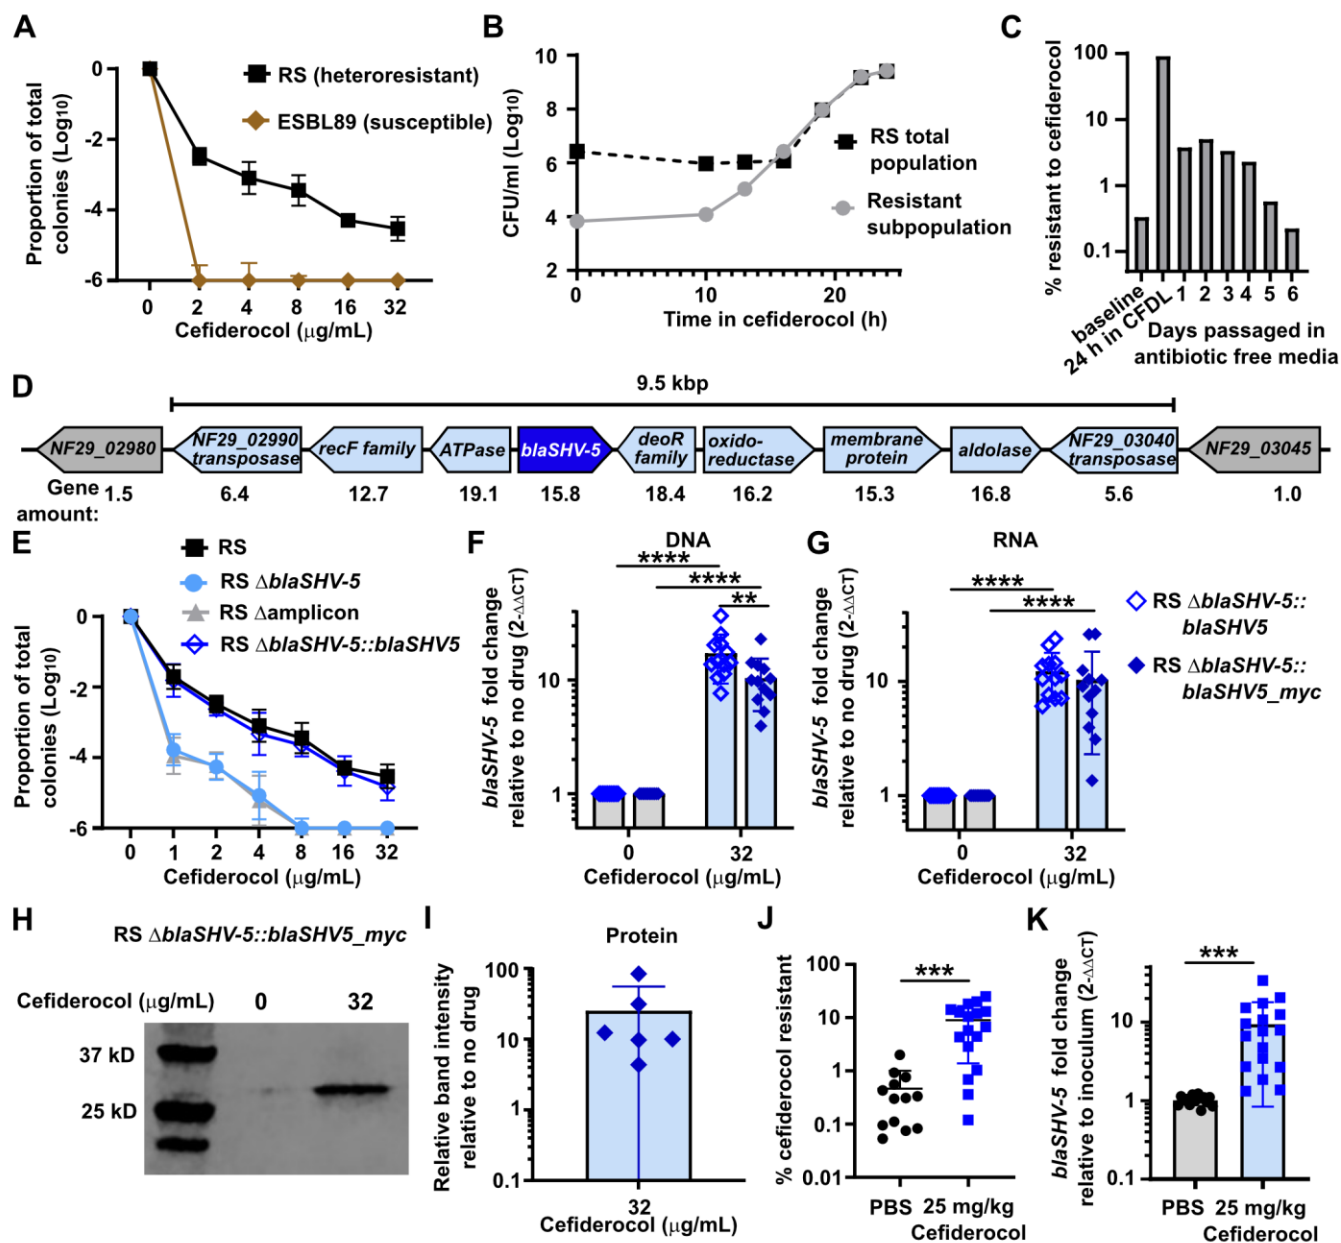 A
RS (heteroresistant)
ESBL89 (susceptible)
Proportion of total
colonies (Log10)
0
-2
-4
-6
0 2 4 8 16 32
Cefiderocol (μg/mL)
B
CFU/ml (Log10)
10
8
6
4
2
RS total
population
Resistant
subpopulation
0 10 20
Time in cefiderocol (h)
C
% resistant to cefiderocol
100
10
1
0.1
baseline
24 h in CFDL
1 2 3 4 5 6
Days passaged in
antibiotic free media
D
9.5 kbp
NF29_02980
NF29_02990
transposase
recF family
ATPase
blaSHV-5
deoR
family
oxido-
reductase
membrane
protein
aldolase
NF29_03040
transposase
NF29_03045
Gene
amount:
1.5 6.4 12.7 19.1 15.8 18.4 16.2 15.3 16.8 5.6 1.0
E
RS
RS ΔblaSHV-5
RS Δamplicon
RS ΔblaSHV-5::blaSHV5
Proportion of total
colonies (Log10)
0
-2
-4
-6
0 1 2 4 8 16 32
Cefiderocol (μg/mL)
F
DNA
****
****
**
blaSHV-5 fold change
relative to no drug (2-ΔΔCT)
10
1
0 32
Cefiderocol (μg/mL)
G
RNA
****
****
blaSHV-5 fold change
relative to no drug (2-ΔΔCT)
10
1
0 32
Cefiderocol (μg/mL)
RS ΔblaSHV-5::
blaSHV5
RS ΔblaSHV-5::
blaSHV5_myc
H
RS ΔblaSHV-5::blaSHV5_myc
Cefiderocol (μg/mL) 0 32
37 kD
25 kD
I
Protein
Relative band intensity
relative to no drug
100
10
1
0.1
32
Cefiderocol (μg/mL)
J
***
% cefiderocol resistant
100
10
1
0.1
0.01
PBS 25 mg/kg
Cefiderocol
K
***
blaSHV-5 fold change
relative to inoculum (2-ΔΔCT)
10
1
0.1
PBS 25 mg/kg
Cefiderocol